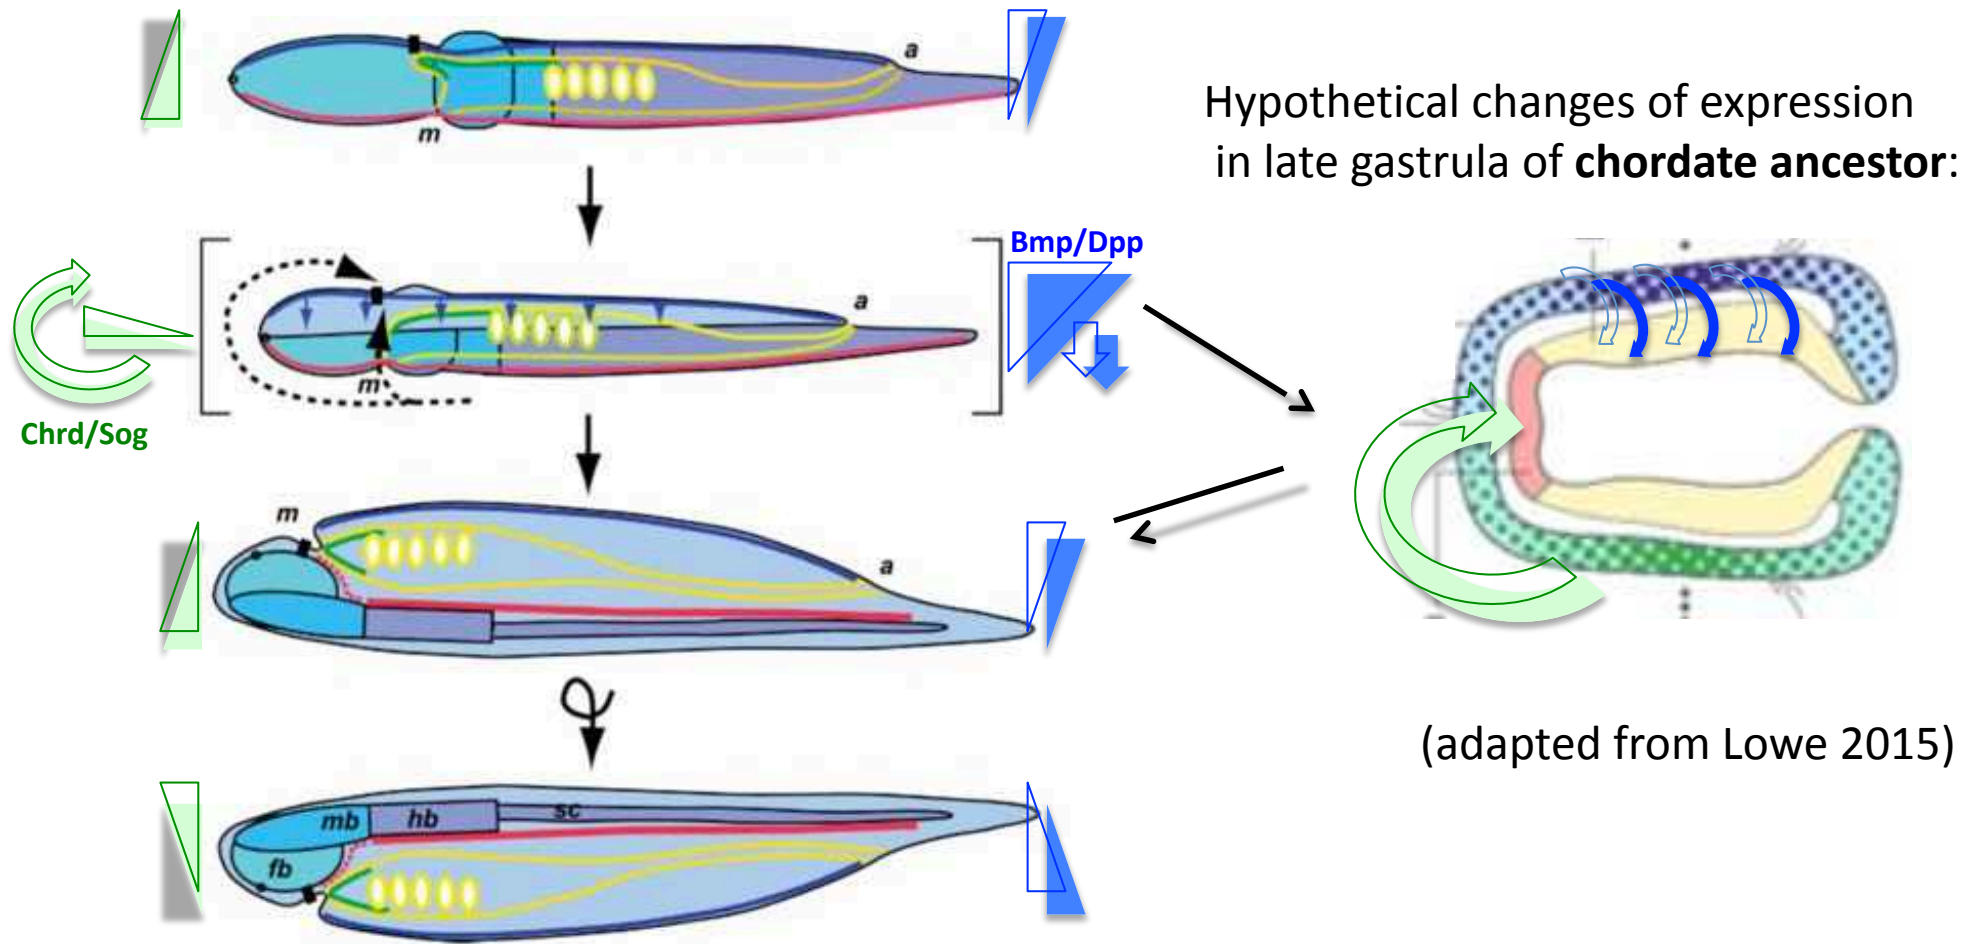 a
m
Hypothetical changes of expression
in late gastrula of chordate ancestor:
Bmp/Dpp
a
m
Chrd/Sog
m
a
(adapted from Lowe 2015)
mb hb sc
fb